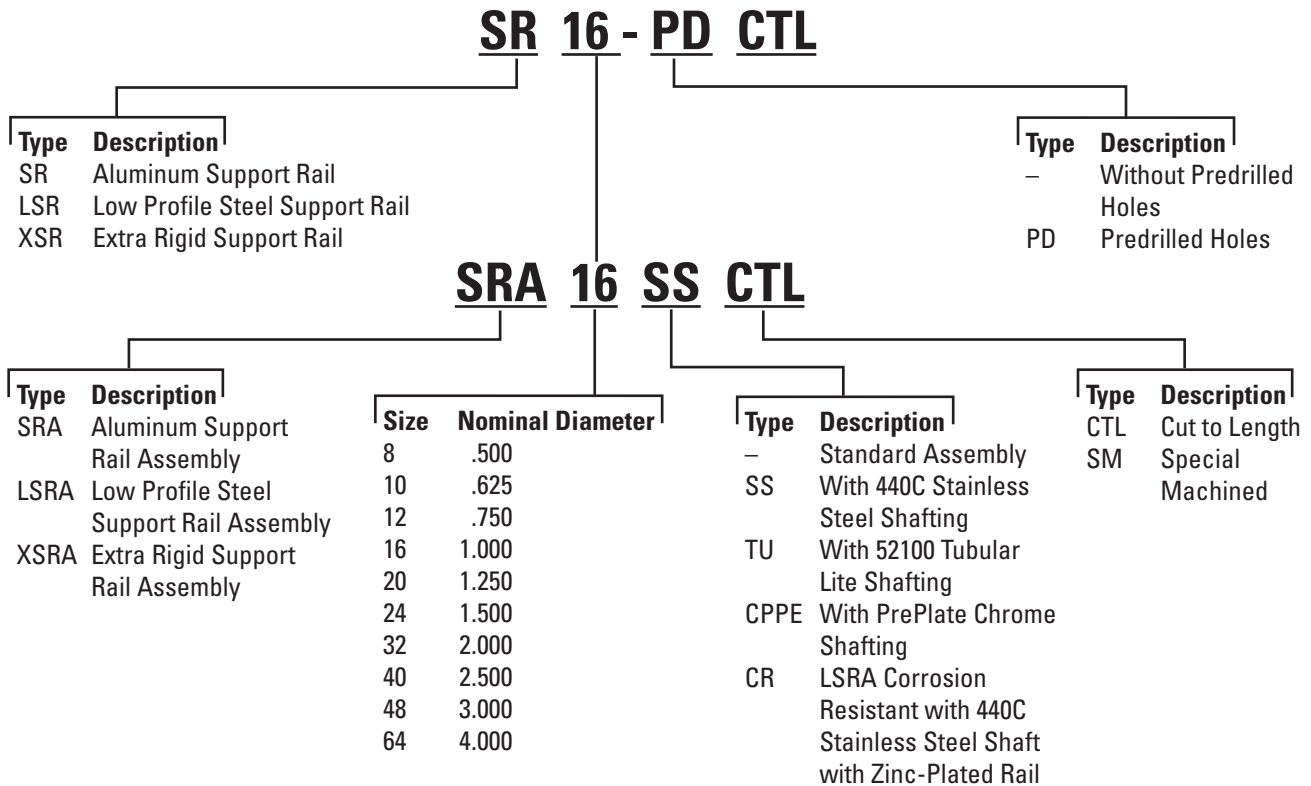 SR 16 - PD CTL
Type Description
SR Aluminum Support Rail
LSR Low Profile Steel Support Rail
XSR Extra Rigid Support Rail
Type Description
– Without Predrilled
Holes
PD Predrilled Holes
SRA 16 SS CTL
Type Description
SRA Aluminum Support
Rail Assembly
LSRA Low Profile Steel
Support Rail Assembly
XSRA Extra Rigid Support
Rail Assembly
Size Nominal Diameter
8 .500
10 .625
12 .750
16 1.000
20 1.250
24 1.500
32 2.000
40 2.500
48 3.000
64 4.000
Type Description
– Standard Assembly
SS With 440C Stainless
Steel Shafting
TU With 52100 Tubular
Lite Shafting
CPPE With PrePlate Chrome
Shafting
CR LSRA Corrosion
Resistant with 440C
Stainless Steel Shaft
with Zinc-Plated Rail
Type Description
CTL Cut to Length
SM Special
Machined